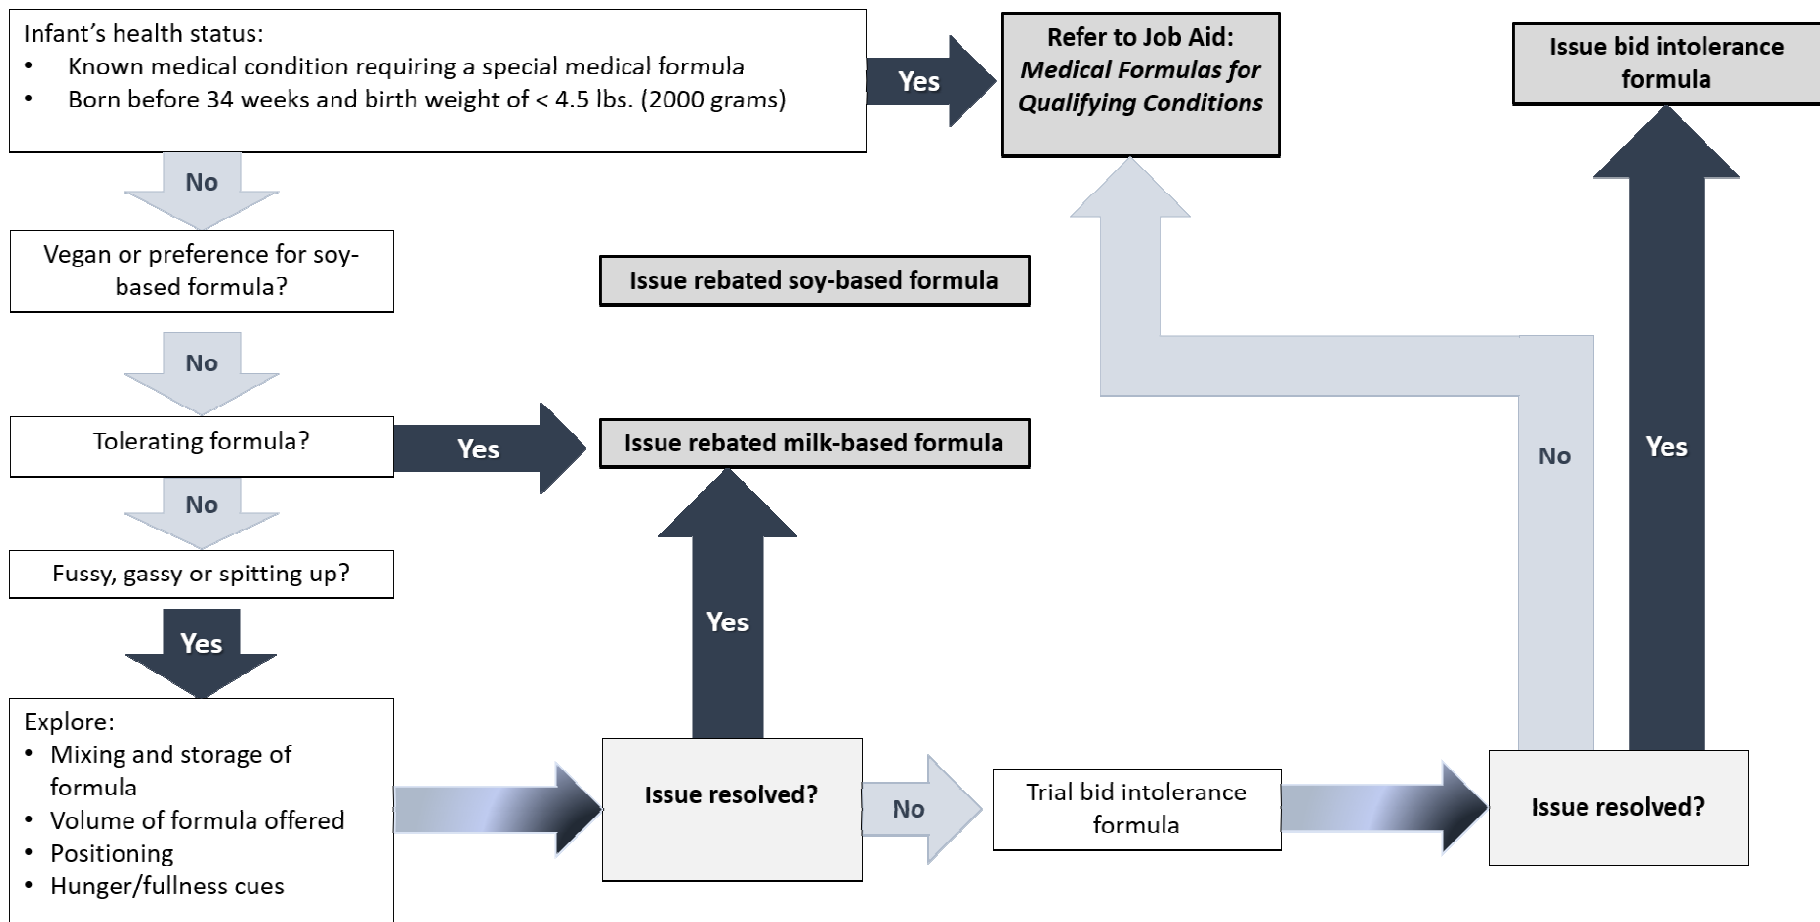 Infant's health status:
• Known medical condition requiring a special medical formula
• Born before 34 weeks and birth weight of < 4.5 lbs. (2000 grams)
Yes
Refer to Job Aid:
Medical Formulas for
Qualifying Conditions
Issue bid intolerance
formula
No
Vegan or preference for soy-
based formula?
Issue rebated soy-based formula
No
Tolerating formula?
Yes
Issue rebated milk-based formula
No
Yes
No
Fussy, gassy or spitting up?
Yes
Yes
Explore:
• Mixing and storage of
formula
• Volume of formula offered
• Positioning
• Hunger/fullness cues
Issue resolved?
No
Trial bid intolerance
formula
Issue resolved?